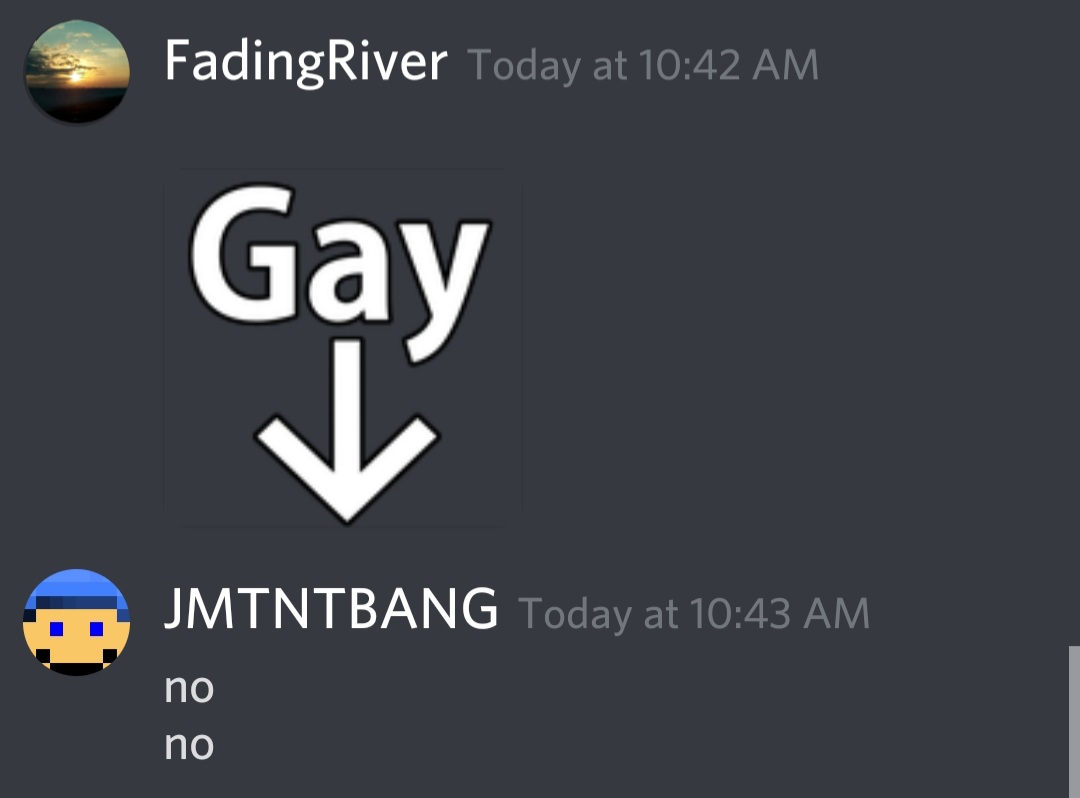 FadingRiver Today at 10:42 AM
Gay
JMTNTBANG Today at 10:43 AM
no
no